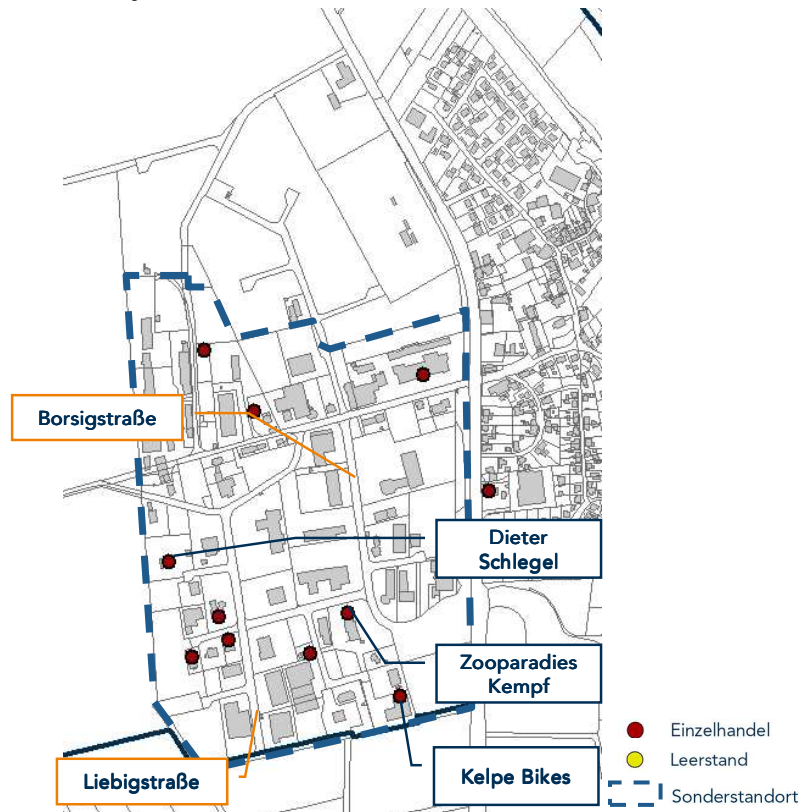 Borsigstraße
Dieter
Schlegel
Zooparadies
Kempf
Liebigstraße
Kelpe Bikes
Einzelhandel
Leerstand
Sonderstandort